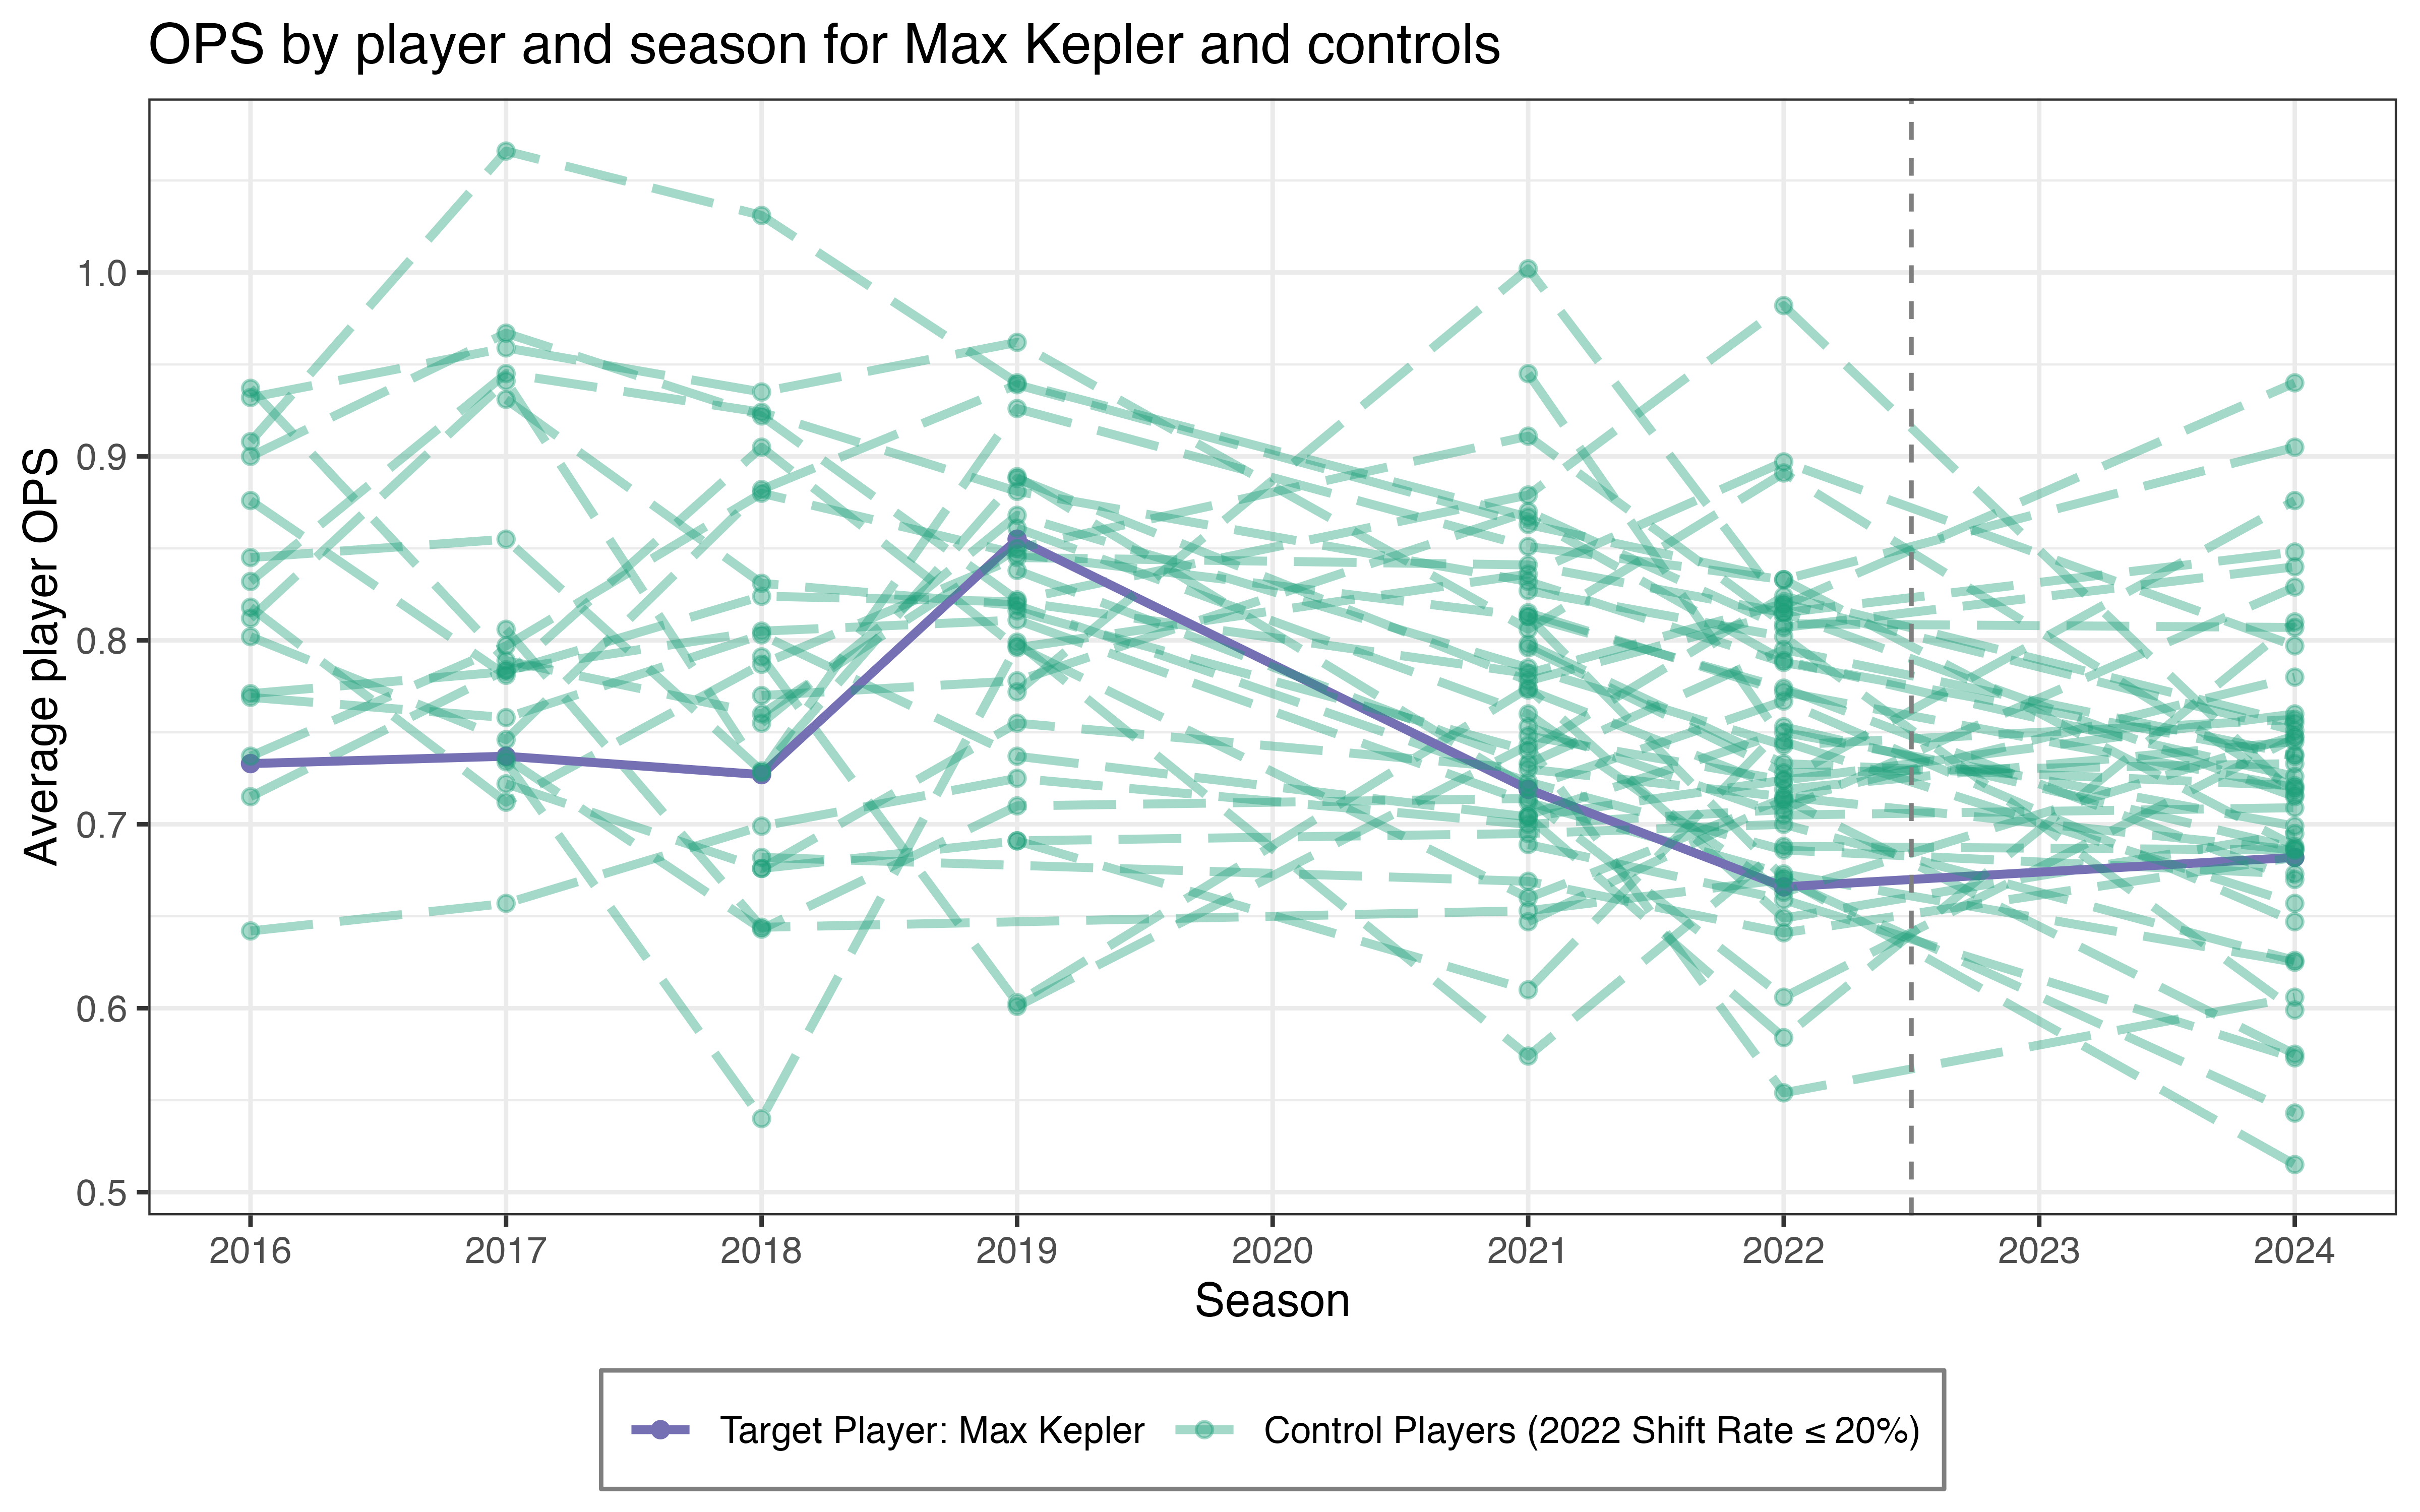 OPS by player and season for Max Kepler and controls
Average player OPS
1.0
0.9
0.8
0.7
0.6
0.5
2016 2017 2018 2019 2020 2021 2022 2023 2024
Season
Target Player: Max Kepler Control Players (2022 Shift Rate ≤ 20%)